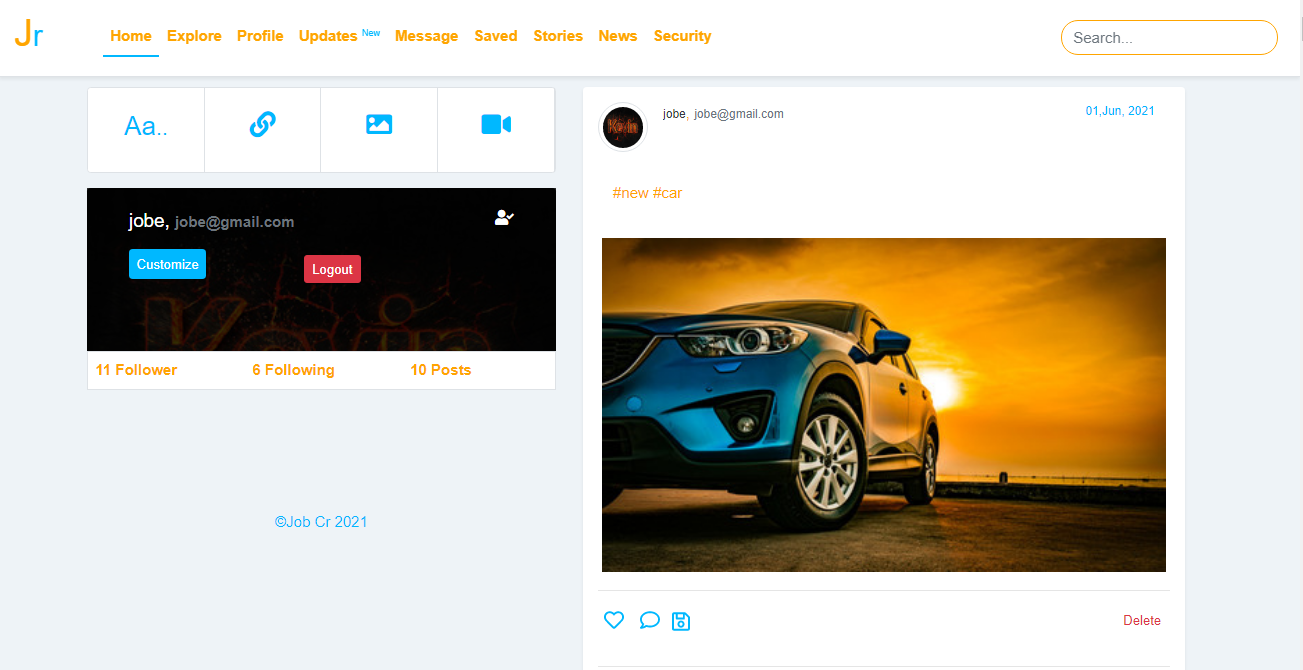 Jr
Home Explore Profile Updates New Message Saved Stories News Security
Search...
Aa..
jobe, jobe@gmail.com
Customize
Logout
Kevin
11 Follower 6 Following 10 Posts
©Job Cr 2021
Kevin
jobe, jobe@gmail.com
01,Jun, 2021
#new #car
Delete